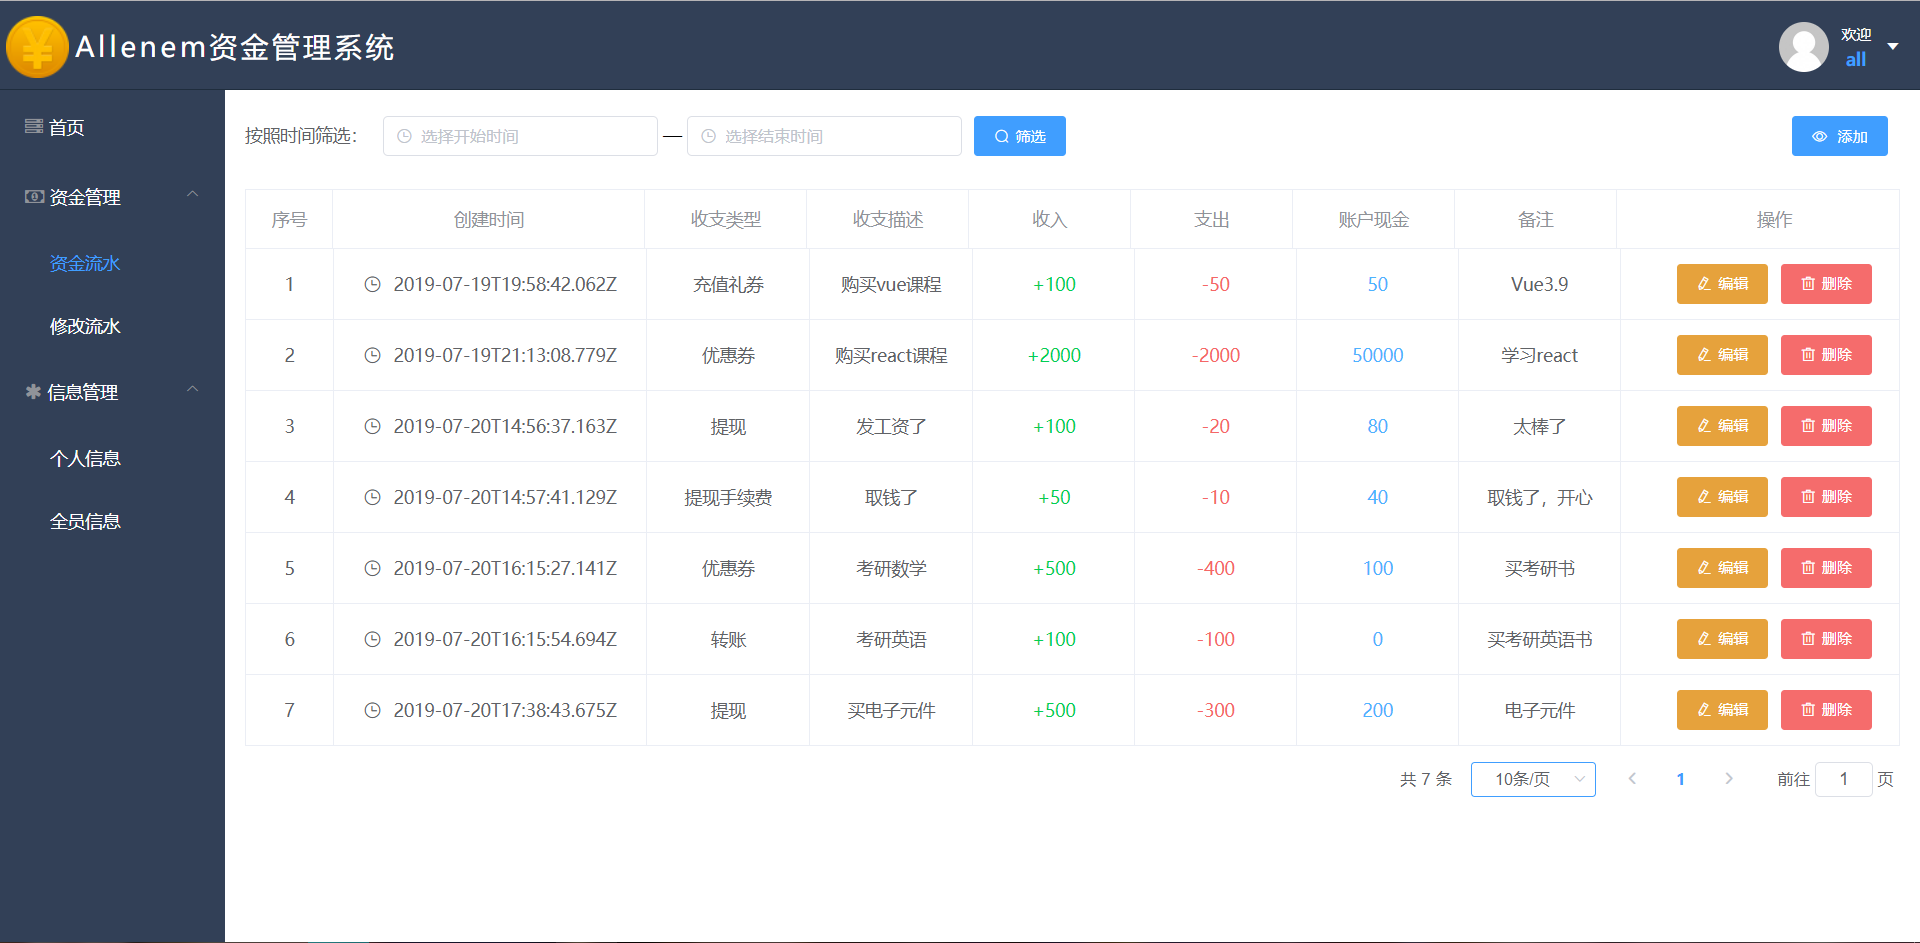 Allenem资金管理系统
欢迎
all
首页
资金管理
资金流水
修改流水
信息管理
个人信息
全员信息
按照时间筛选：
选择开始时间
—
选择结束时间
筛选
添加
序号 创建时间 收支类型 收支描述 收入 支出 账户现金 备注 操作
1 2019-07-19T19:58:42.062Z 充值礼券 购买vue课程 +100 -50 50 Vue3.9 编辑 删除
2 2019-07-19T21:13:08.779Z 优惠券 购买react课程 +2000 -2000 50000 学习react 编辑 删除
3 2019-07-20T14:56:37.163Z 提现 发工资了 +100 -20 80 太棒了 编辑 删除
4 2019-07-20T14:57:41.129Z 提现手续费 取钱了 +50 -10 40 取钱了，开心 编辑 删除
5 2019-07-20T16:15:27.141Z 优惠券 考研数学 +500 -400 100 买考研书 编辑 删除
6 2019-07-20T16:15:54.694Z 转账 考研英语 +100 -100 0 买考研英语书 编辑 删除
7 2019-07-20T17:38:43.675Z 提现 买电子元件 +500 -300 200 电子元件 编辑 删除
共 7 条 10条/页 1 前往 1 页